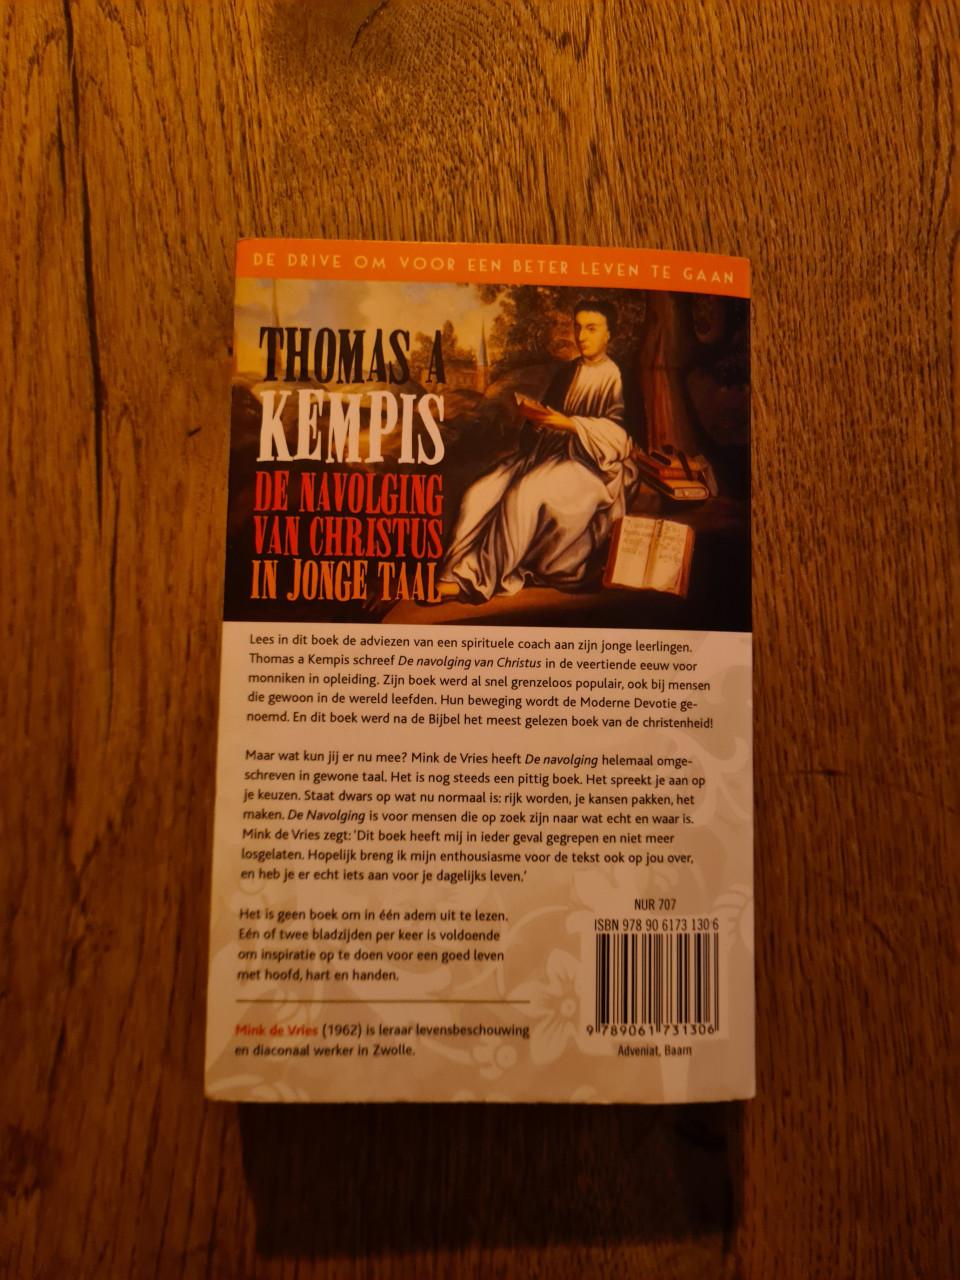 DE DRIVE OM VOOR EEN BETER LEVEN TE GAAN
THOMAS A
KEMPIS
DE NAVOLGING
VAN CHRISTUS
IN JONGE TAAL
Lees in dit boek de adviezen van een spirituele coach aan zijn jonge leerlingen.
Thomas a Kempis schreef De navolging van Christus in de veertiende eeuw voor
monniken in opleiding. Zijn boek werd al snel grenzeloos populair, ook bij mensen
die gewoon in de wereld leefden. Hun beweging wordt de Moderne Devotie ge-
noemd. En dit boek werd na de Bijbel het meest gelezen boek van de christenheid!
Maar wat kun jij er nu mee? Mink de Vries heeft De navolging helemaal omge-
schreven in gewone taal. Het is nog steeds een pittig boek. Het spreekt je aan op
je keuzen. Staat dwars op wat nu normaal is: rijk worden, je kansen pakken, het
maken. De Navolging is voor mensen die op zoek zijn naar wat echt en waar is.
Mink de Vries zegt: 'Dit boek heeft mij in ieder geval gegrepen en niet meer
losgelaten. Hopelijk breng ik mijn enthousiasme voor de tekst ook op jou over,
en heb je er echt iets aan voor je dagelijks leven.'
Het is geen boek om in één adem uit te lezen.
Eén of twee bladzijden per keer is voldoende
om inspiratie op te doen voor een goed leven
met hoofd, hart en handen.
Mink de Vries (1962) is leraar levensbeschouwing
en diaconaal werker in Zwolle.
NUR 707
ISBN 978 90 6173 130 6
9 789061 731306
Adveniat, Baarn